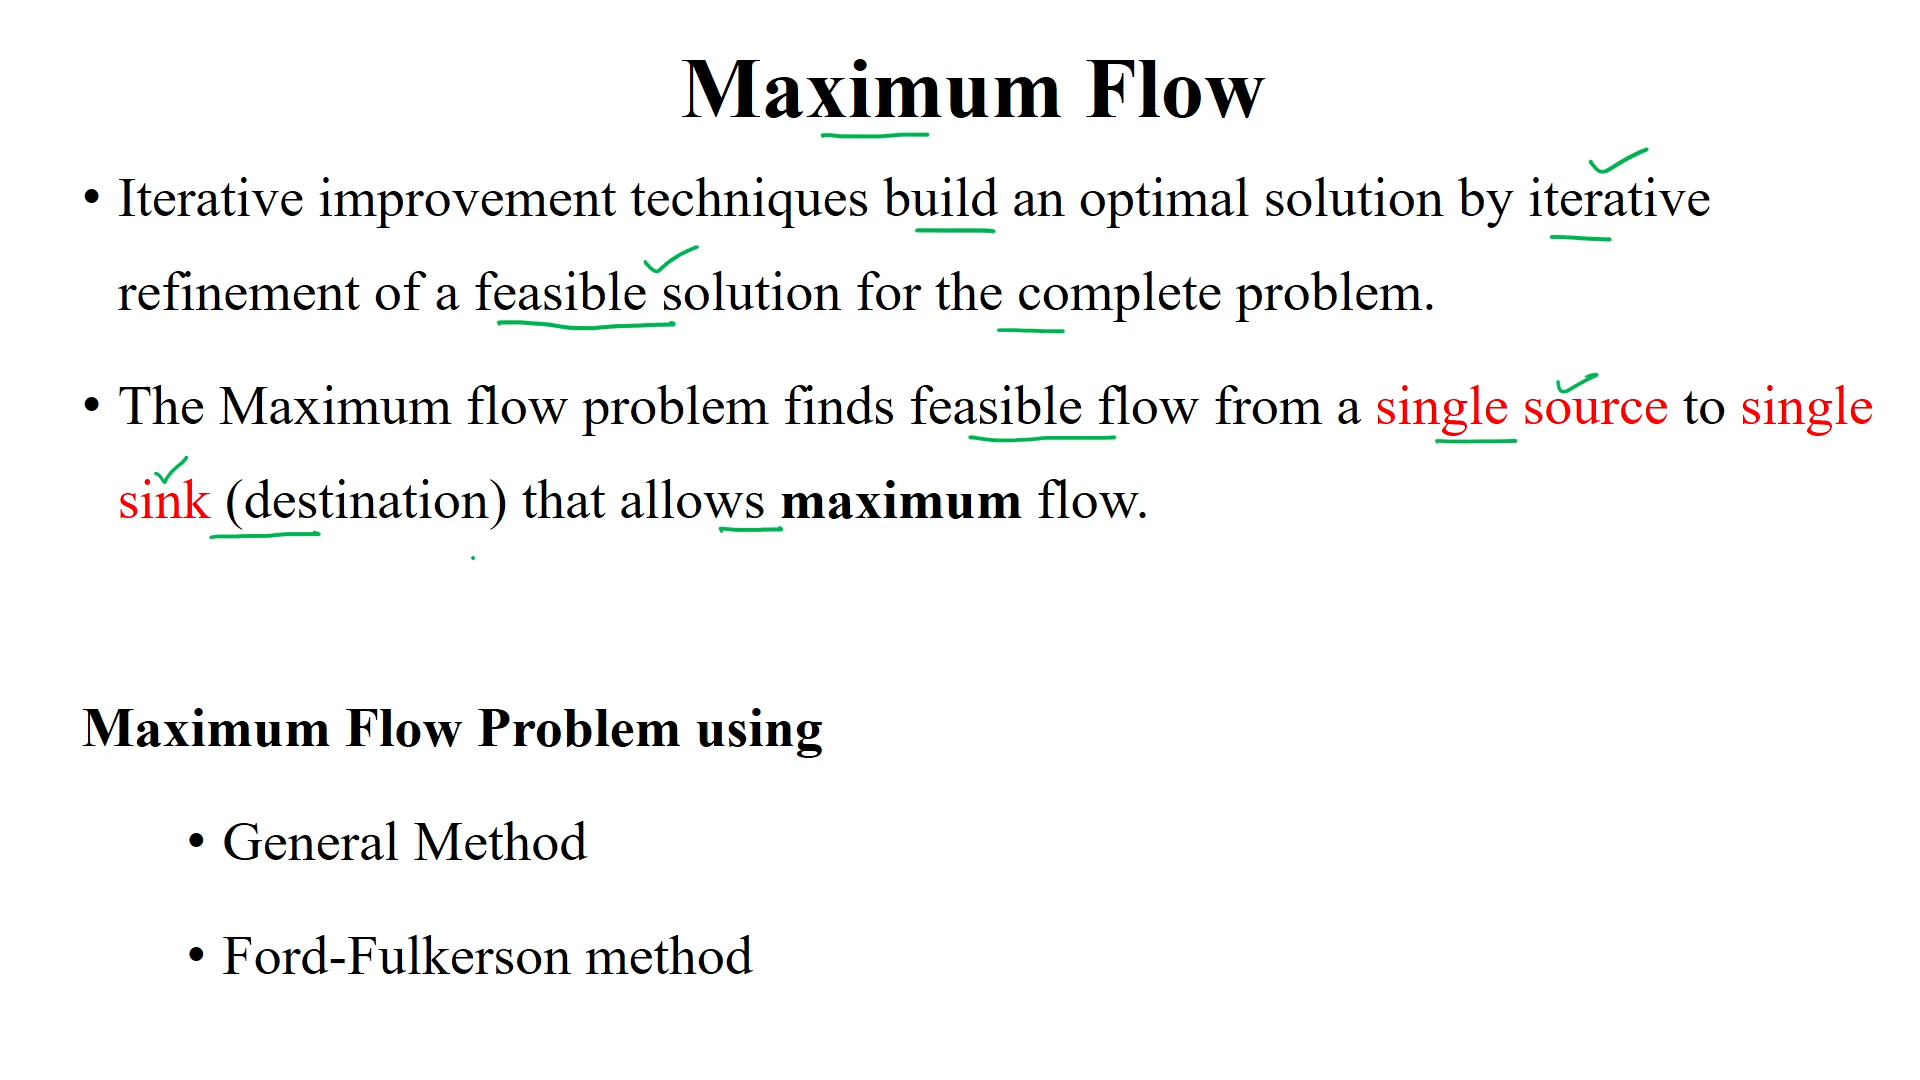 Maximum Flow
• Iterative improvement techniques build an optimal solution by iterative
refinement of a feasible solution for the complete problem.
• The Maximum flow problem finds feasible flow from a single source to single
sink (destination) that allows maximum flow.
Maximum Flow Problem using
• General Method
• Ford-Fulkerson method